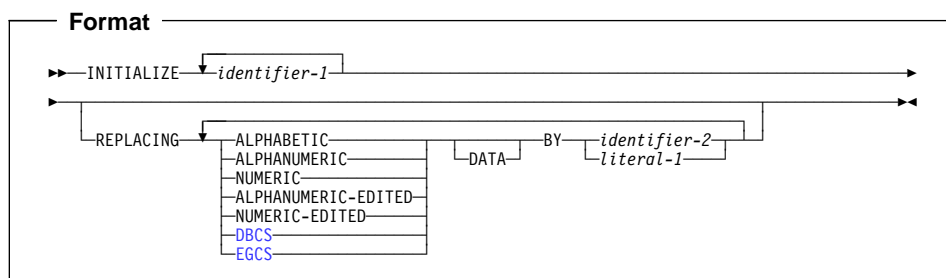 Format
INITIALIZE identifier-1
REPLACING ALPHABETIC DATA BY identifier-2
ALPHANUMERIC literal-1
NUMERIC
ALPHANUMERIC-EDITED
NUMERIC-EDITED
DBCS
EGCS